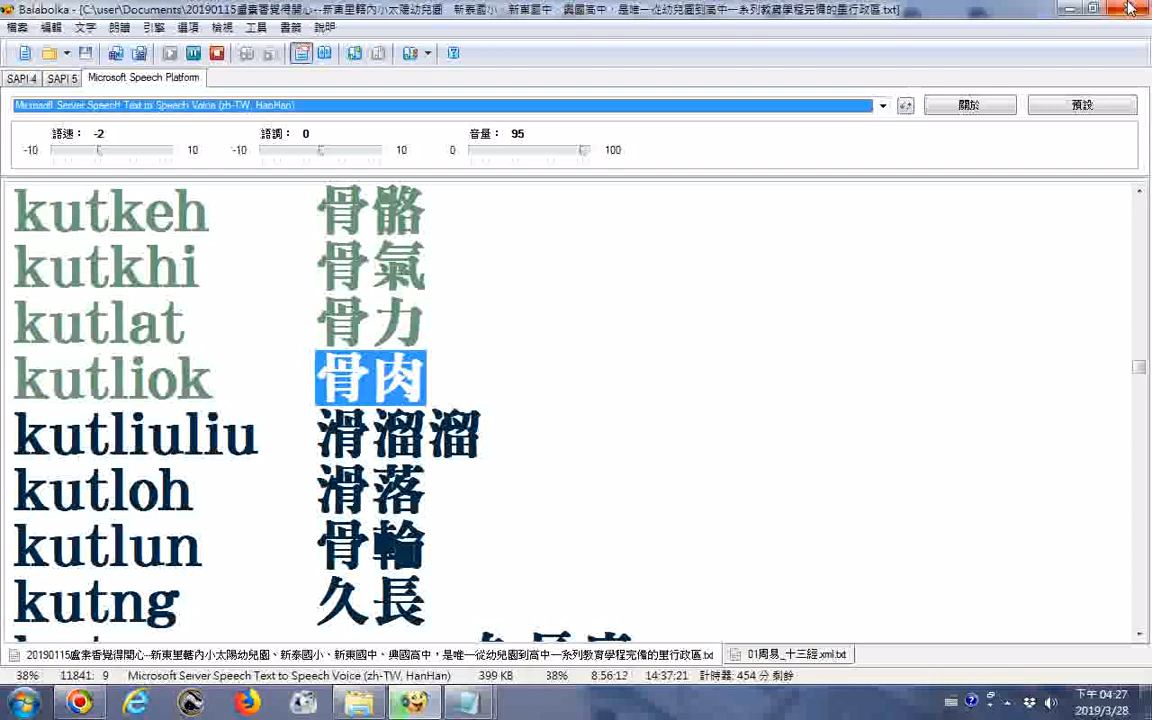 Balabolka - [C:\user\Documents\20190115盧素香覺得開心--新東里轄內小太陽幼兒園、新泰國小、新東國中、興國高中，是唯一從幼兒園到高中一系列教育學程完備的里行政區.txt]
檔案 編輯 文字 朗讀 引擎 選項 檢視 工具 書籤 說明
SAPI 4 SAPI 5 Microsoft Speech Platform
Microsoft Server Speech Text to Speech Voice (zh-TW, HanHan) 關於 預設
語速： -2 語調： 0 音量： 95
-10 10 -10 10 0 100
kutkeh 骨骼
kutkhi 骨氣
kutlat 骨力
kutliok 骨肉
kutliuliu 滑溜溜
kutloh 滑落
kutlun 骨輪
kutng 久長
20190115盧素香覺得開心--新東里轄內小太陽幼兒園、新泰國小、新東國中、興國高中，是唯一從幼兒園到高中一系列教育學程完備的里行政區.txt 01周易_十三經.xml.txt
38% 11841: 9 Microsoft Server Speech Text to Speech Voice (zh-TW, HanHan) 399 KB 38% 8:56:12 14:37:21 計時器: 454 分 剩餘
下午 04:27
2019/3/28